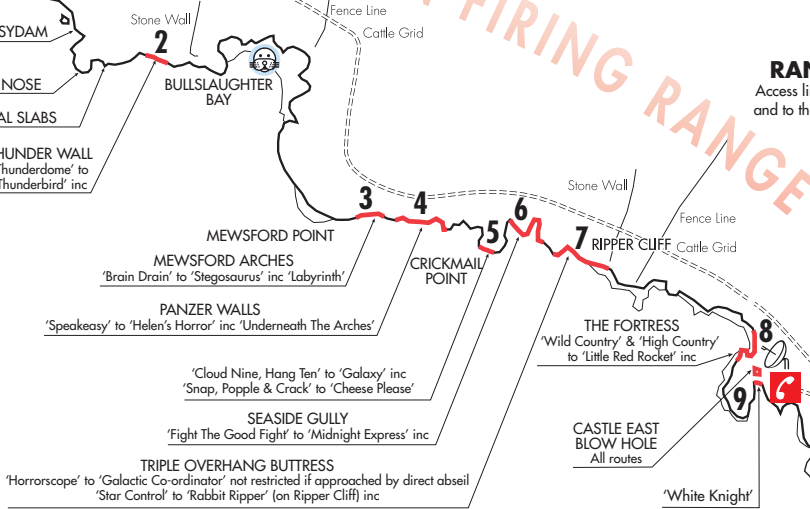 FIRING RANGE
Fence Line
Stone Wall
Cattle Grid
SYDAM
2
NOSE
BULLSLAUGHTER
BAY
RAN
Access li
and to th
AL SLABS
HUNDER WALL
hunderdome' to
Thunderbird' inc
Stone Wall
3
4
6
Fence Line
MEWSFORD POINT
5
7
RIPPER CLIFF
Cattle Grid
MEWSFORD ARCHES
'Brain Drain' to 'Stegosaurus' inc 'Labyrinth'
CRICKMAIL
POINT
PANZER WALLS
'Speakeasy' to 'Helen's Horror' inc 'Underneath The Arches'
THE FORTRESS
'Wild Country' & 'High Country'
to 'Little Red Rocket' inc
8
'Cloud Nine, Hang Ten' to 'Galaxy' inc
'Snap, Popple & Crack' to 'Cheese Please'
9
SEASIDE GULLY
'Fight The Good Fight' to 'Midnight Express' inc
CASTLE EAST
BLOW HOLE
All routes
TRIPLE OVERHANG BUTTRESS
'Horrorscope' to 'Galactic Co-ordinator' not restricted if approached by direct abseil
'Star Control' to 'Rabbit Ripper' (on Ripper Cliff) inc
'White Knight'